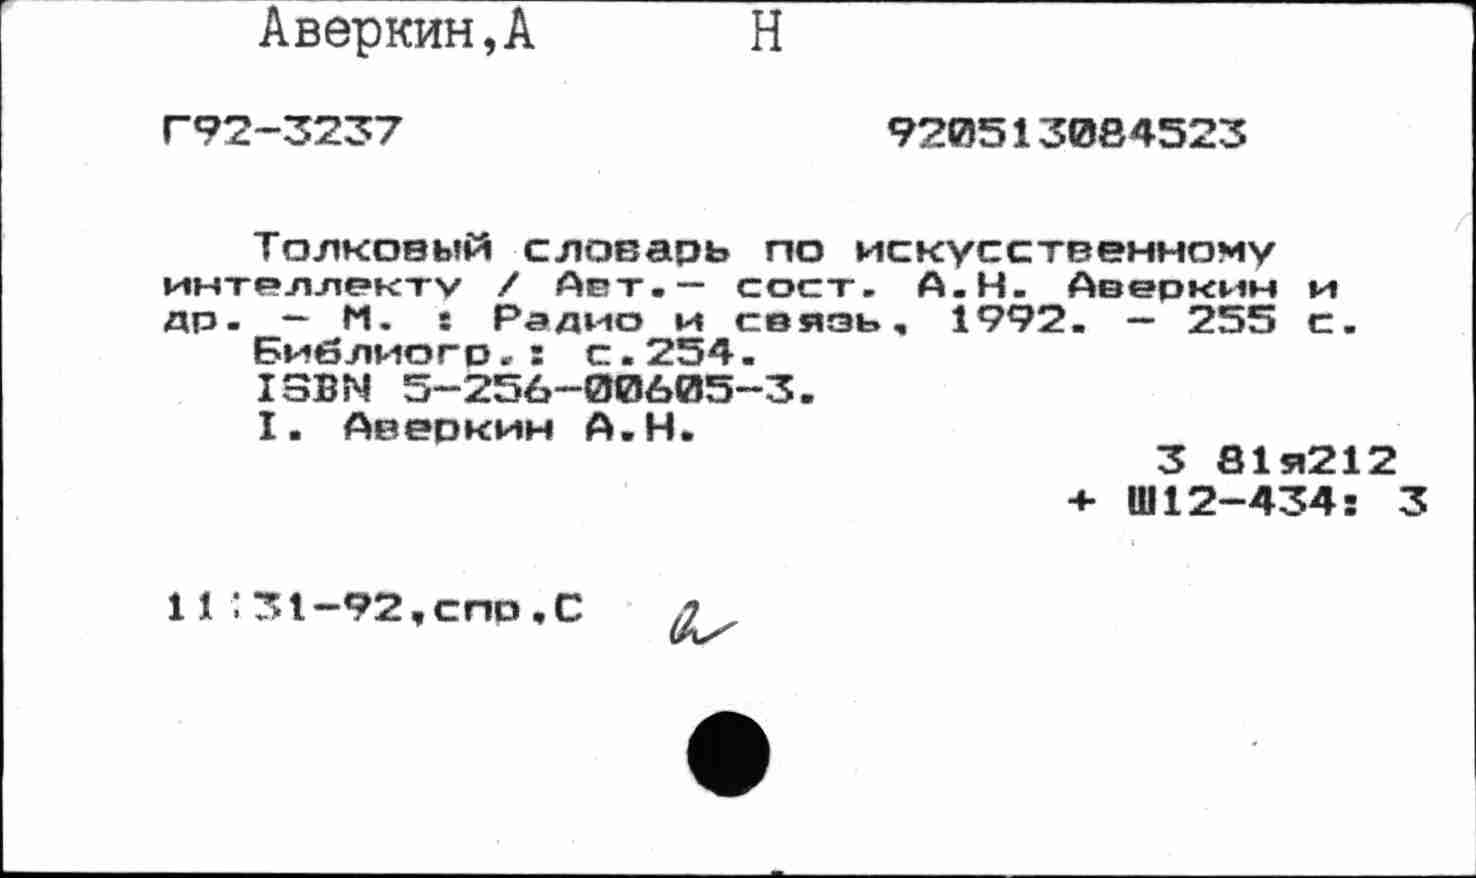 Аверкин,А Н
Г92-3237 920513084523
Толковый словарь по искусственному
интеллекту / Авт.- сост. А.Н. Аверкин и
др. - М. : Радио и связь, 1992. - 255 с.
Библиогр.: с.254.
ISBN 5-256-00605-3.
I. Аверкин А.Н.
З 81я212
+ Ш12-434: 3
11:31-92,спр.С